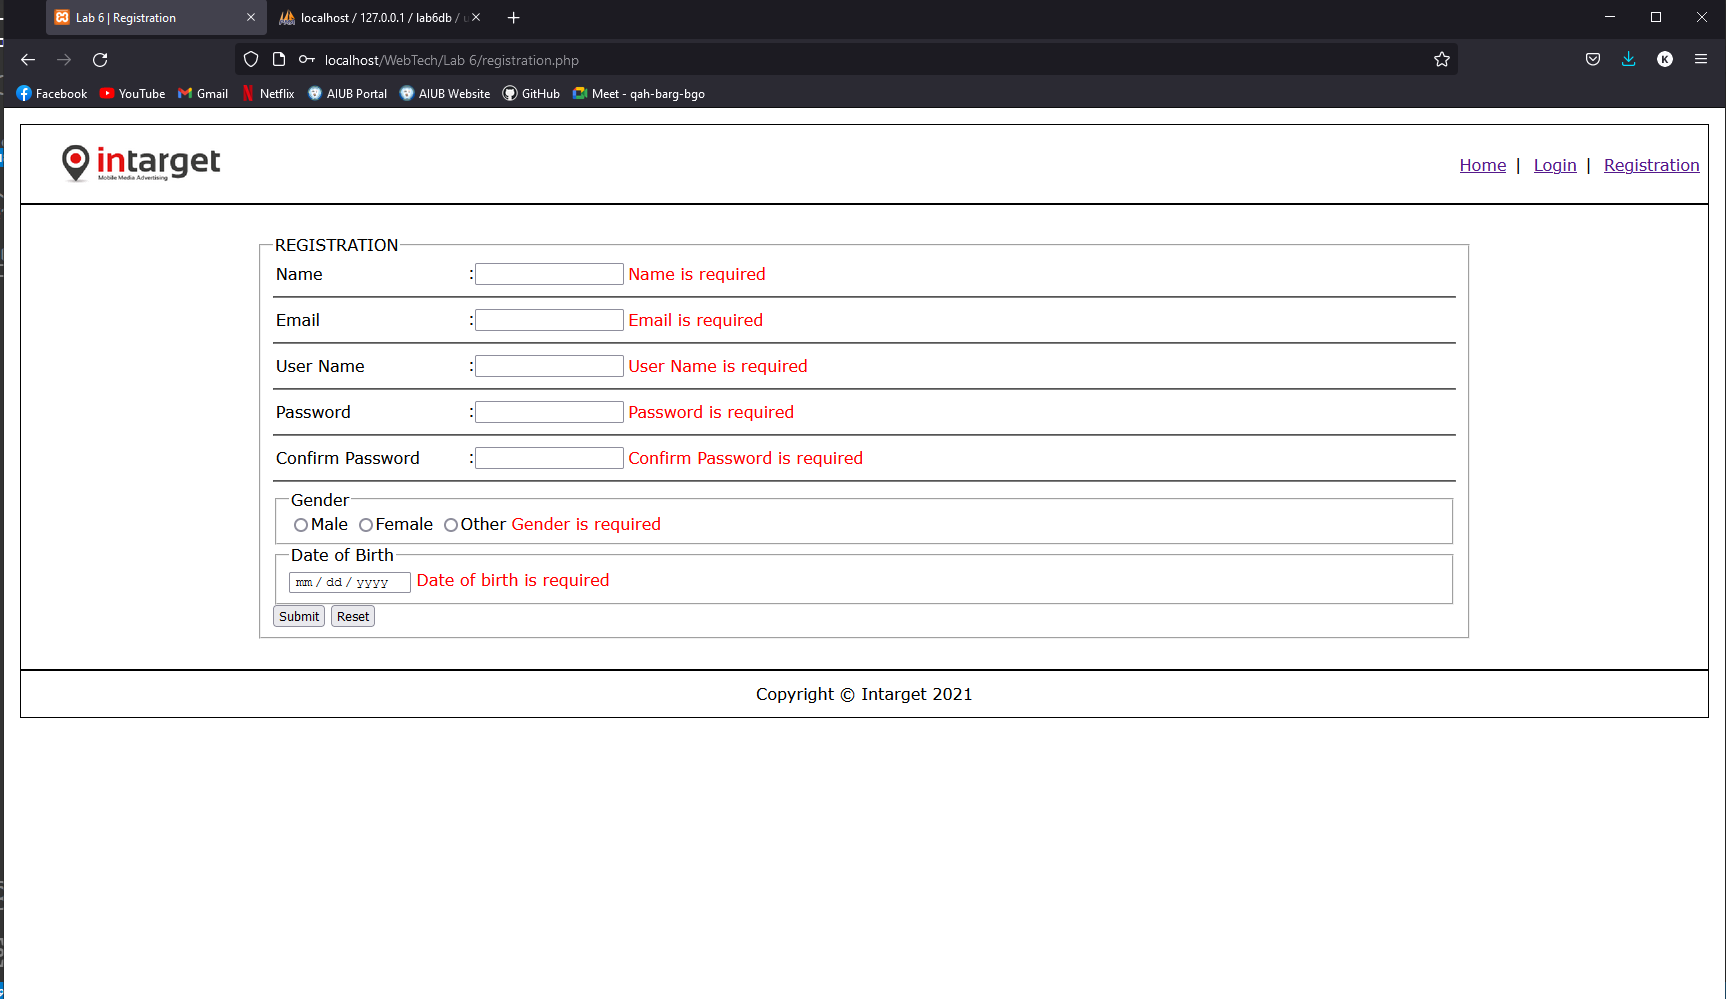 Lab 6 | Registration
localhost / 127.0.0.1 / lab6db /
localhost/WebTech/Lab 6/registration.php
K
Facebook YouTube Gmail Netflix AIUB Portal AIUB Website GitHub Meet - qah-barg-bgo
intarget
Mobile Media Advertising
Home | Login | Registration
REGISTRATION
Name : Name is required
Email : Email is required
User Name : User Name is required
Password : Password is required
Confirm Password : Confirm Password is required
Gender
Male Female Other Gender is required
Date of Birth
mm / dd / yyyy Date of birth is required
Submit Reset
Copyright © Intarget 2021